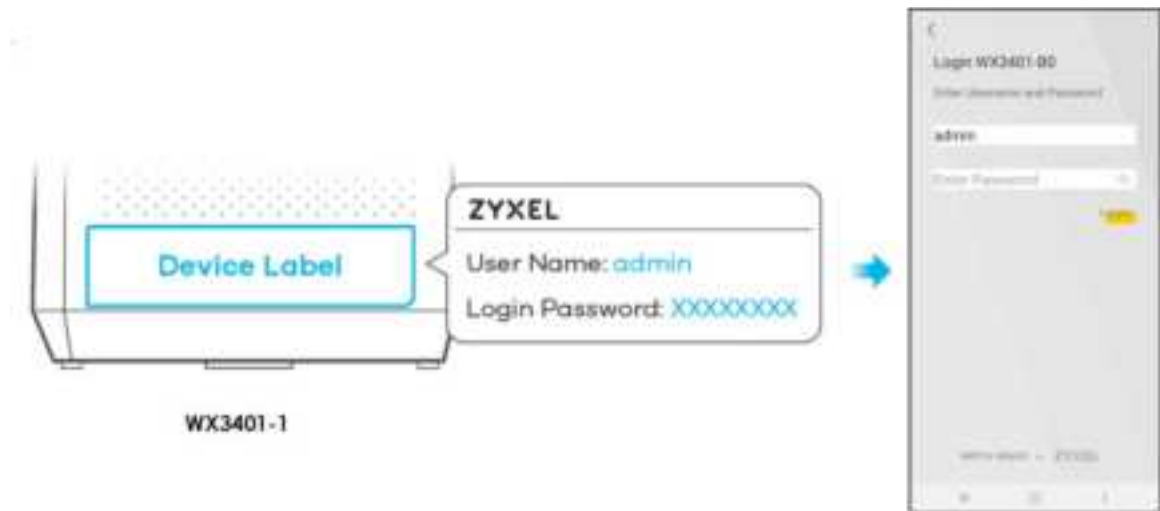 Device Label
WX3401-1
ZYXEL
User Name: admin
Login Password: XXXXXXXX
Login WX3401-B0
Enter Username and Password
admin
Enter Password
ZYXEL